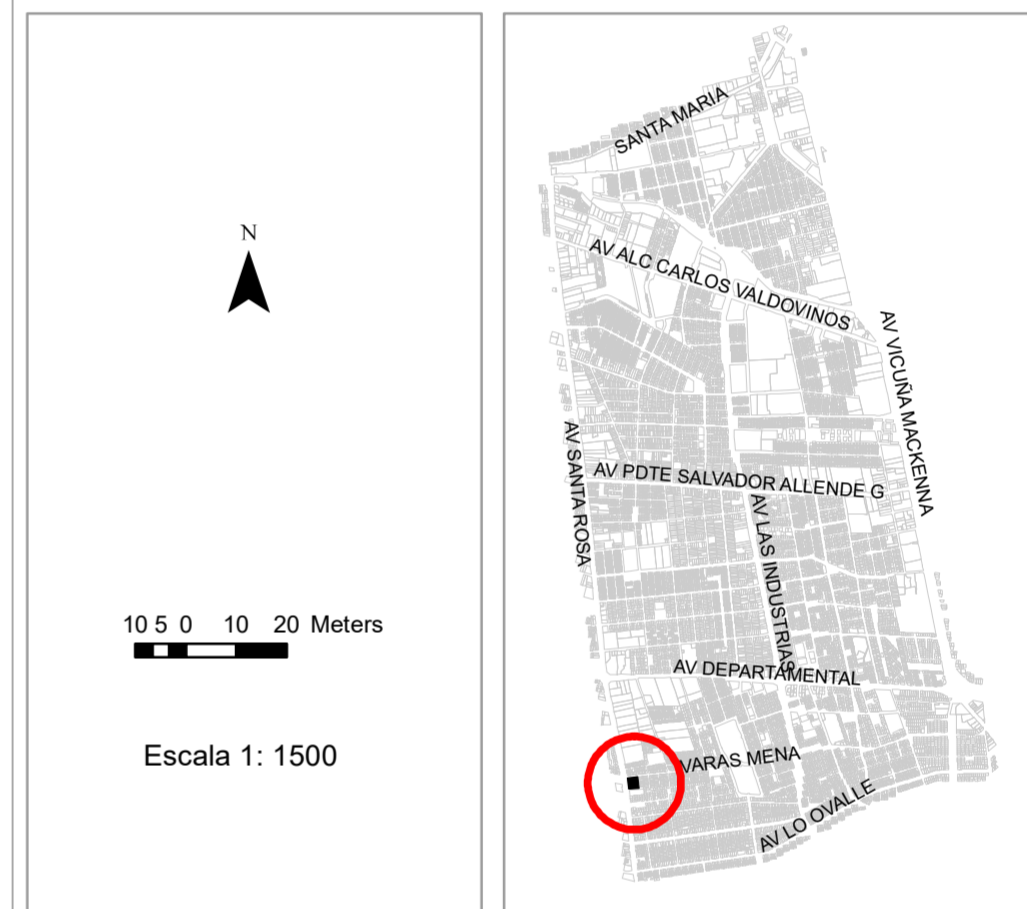 N
10 5 0 10 20 Meters
Escala 1: 1500
SANTA MARIA
AV ALC CARLOS VALDOVINOS
AV VICUÑA MACKENNA
AV SANTA ROSA
AV PDTE SALVADOR ALLENDE G
AV LAS INDUSTRIAS
AV DEPARTAMENTAL
VARAS MENA
AV LO OVALLE